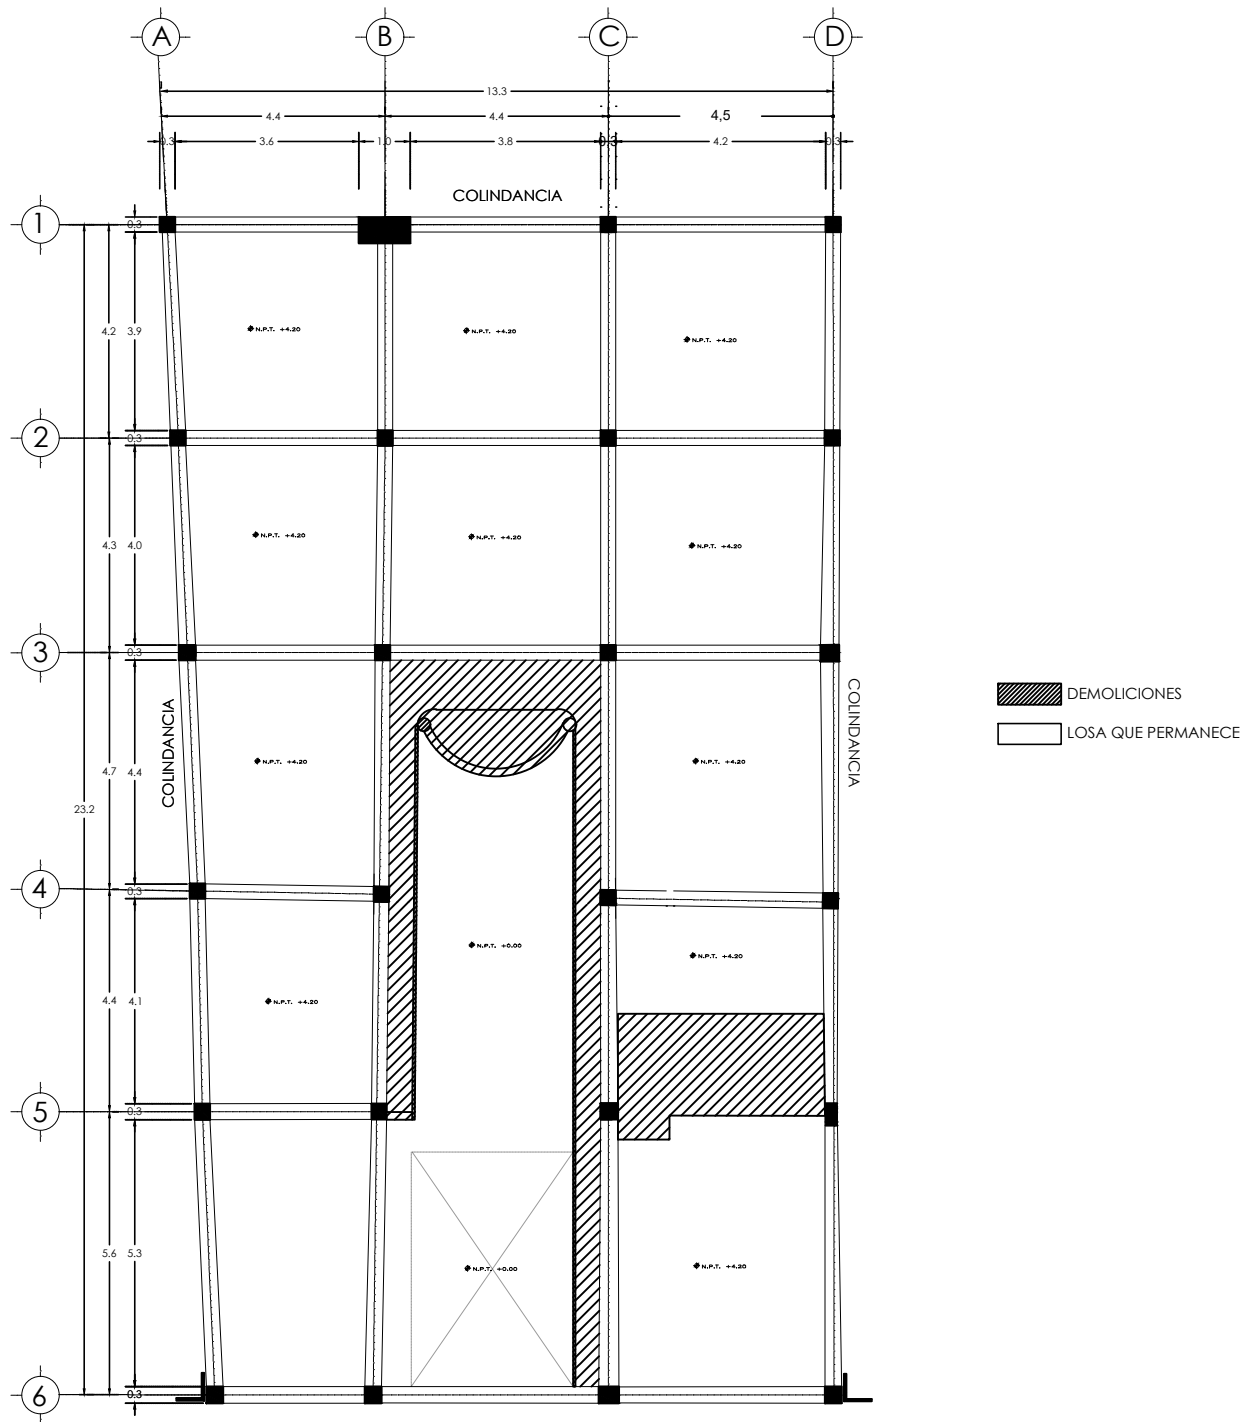 A B C D
13.3
4.4 4.4 4,5
0.3 3.6 1.0 3.8 0.3 4.2 0.3
COLINDANCIA
1 0.3
4.2 3.9
N.P.T. +4.20 N.P.T. +4.20 N.P.T. +4.20
2 0.3
4.3 4.0
N.P.T. +4.20 N.P.T. +4.20 N.P.T. +4.20
3 0.3
COLINDANCIA
COLINDANCIA
DEMOLICIONES
LOSA QUE PERMANECE
4.7 4.4
N.P.T. +4.20 N.P.T. +4.20
23.2
4 0.3
N.P.T. +0.00 N.P.T. +4.20
4.4 4.1
N.P.T. +4.20
5 0.3
5.6 5.3
N.P.T. +0.00 N.P.T. +4.20
6 0.3